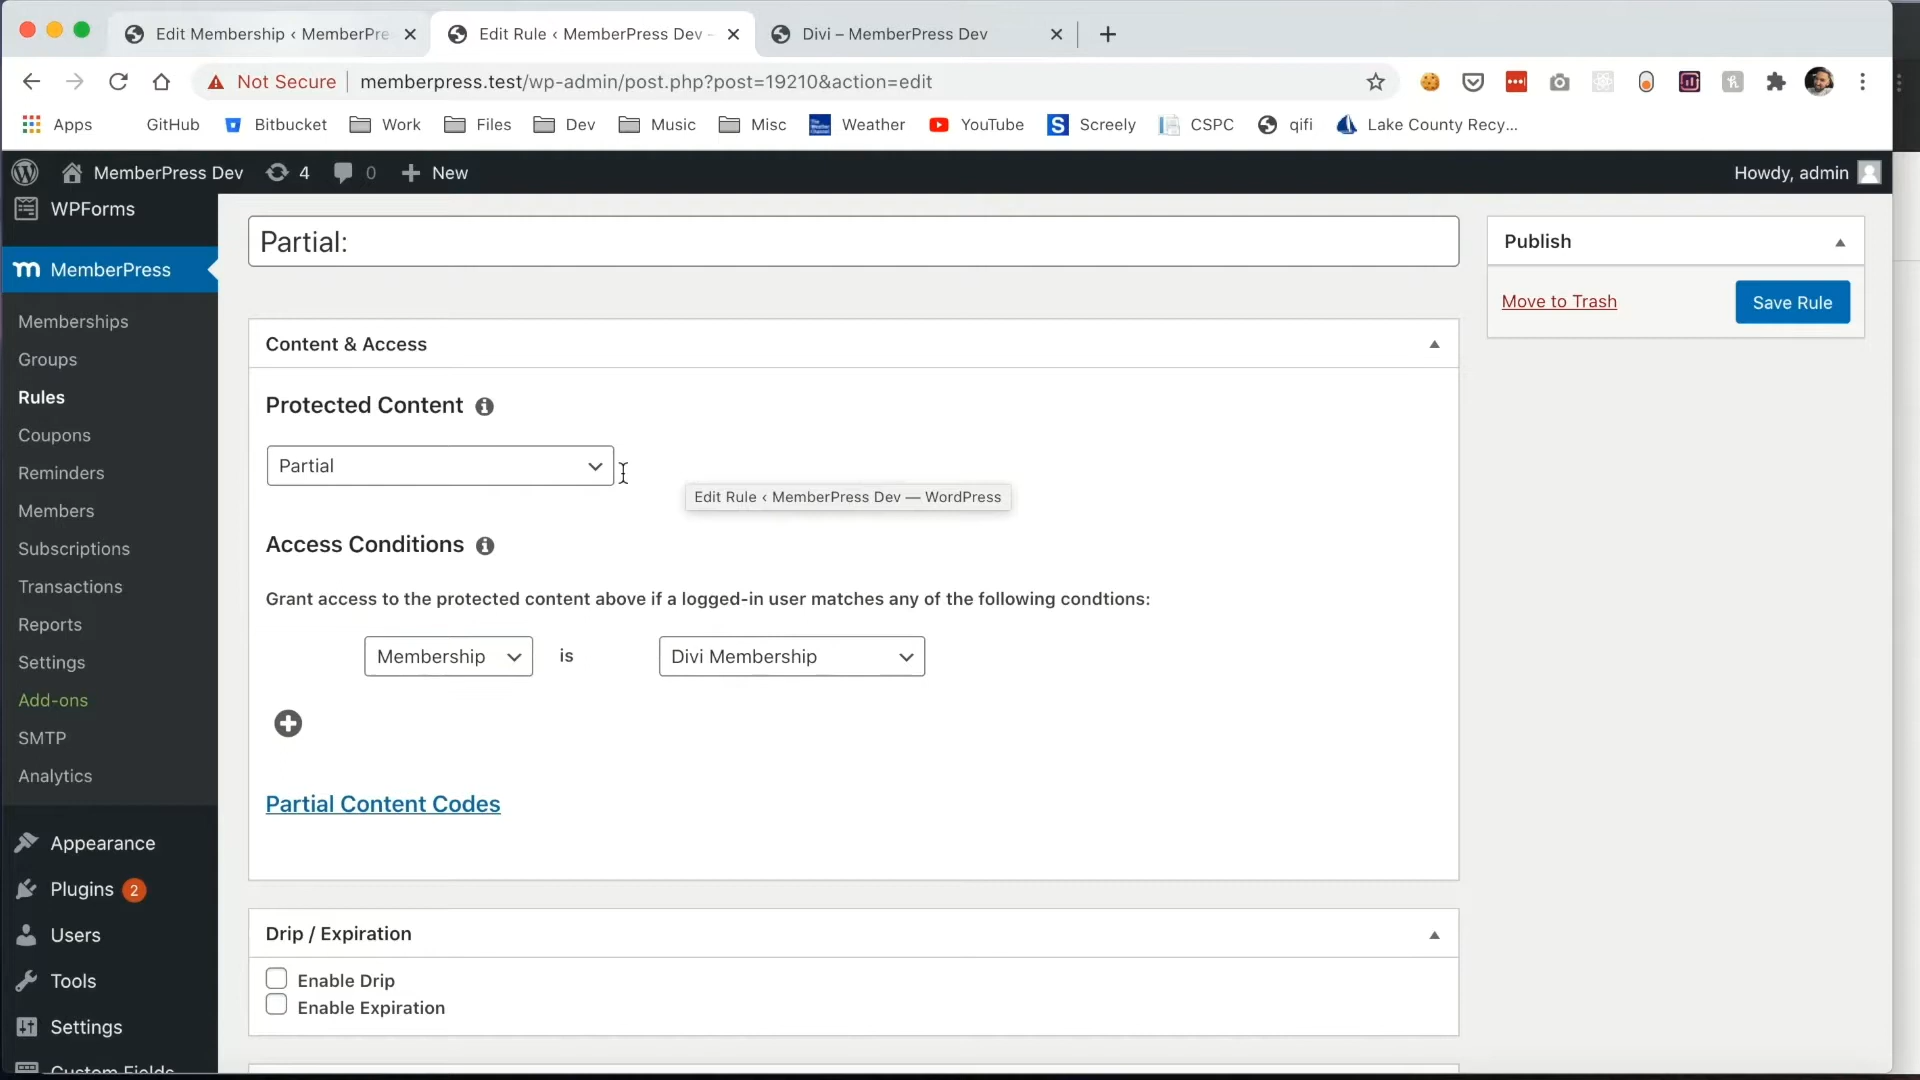 Edit Membership ‹ MemberPre
Edit Rule ‹ MemberPress Dev –
Divi – MemberPress Dev
Not Secure
memberpress.test/wp-admin/post.php?post=19210&action=edit
Apps
GitHub
Bitbucket
Work
Files
Dev
Music
Misc
Weather
YouTube
Screely
CSPC
qifi
Lake County Recy...
MemberPress Dev
4
0
New
Howdy, admin
WPForms
MemberPress
Memberships
Groups
Rules
Coupons
Reminders
Members
Subscriptions
Transactions
Reports
Settings
Add-ons
SMTP
Analytics
Appearance
Plugins 2
Users
Tools
Settings
Custom Fields
Partial:
Content & Access
Protected Content
Partial
Edit Rule ‹ MemberPress Dev — WordPress
Access Conditions
Grant access to the protected content above if a logged-in user matches any of the following condtions:
Membership
is
Divi Membership
Partial Content Codes
Drip / Expiration
Enable Drip
Enable Expiration
Publish
Move to Trash
Save Rule